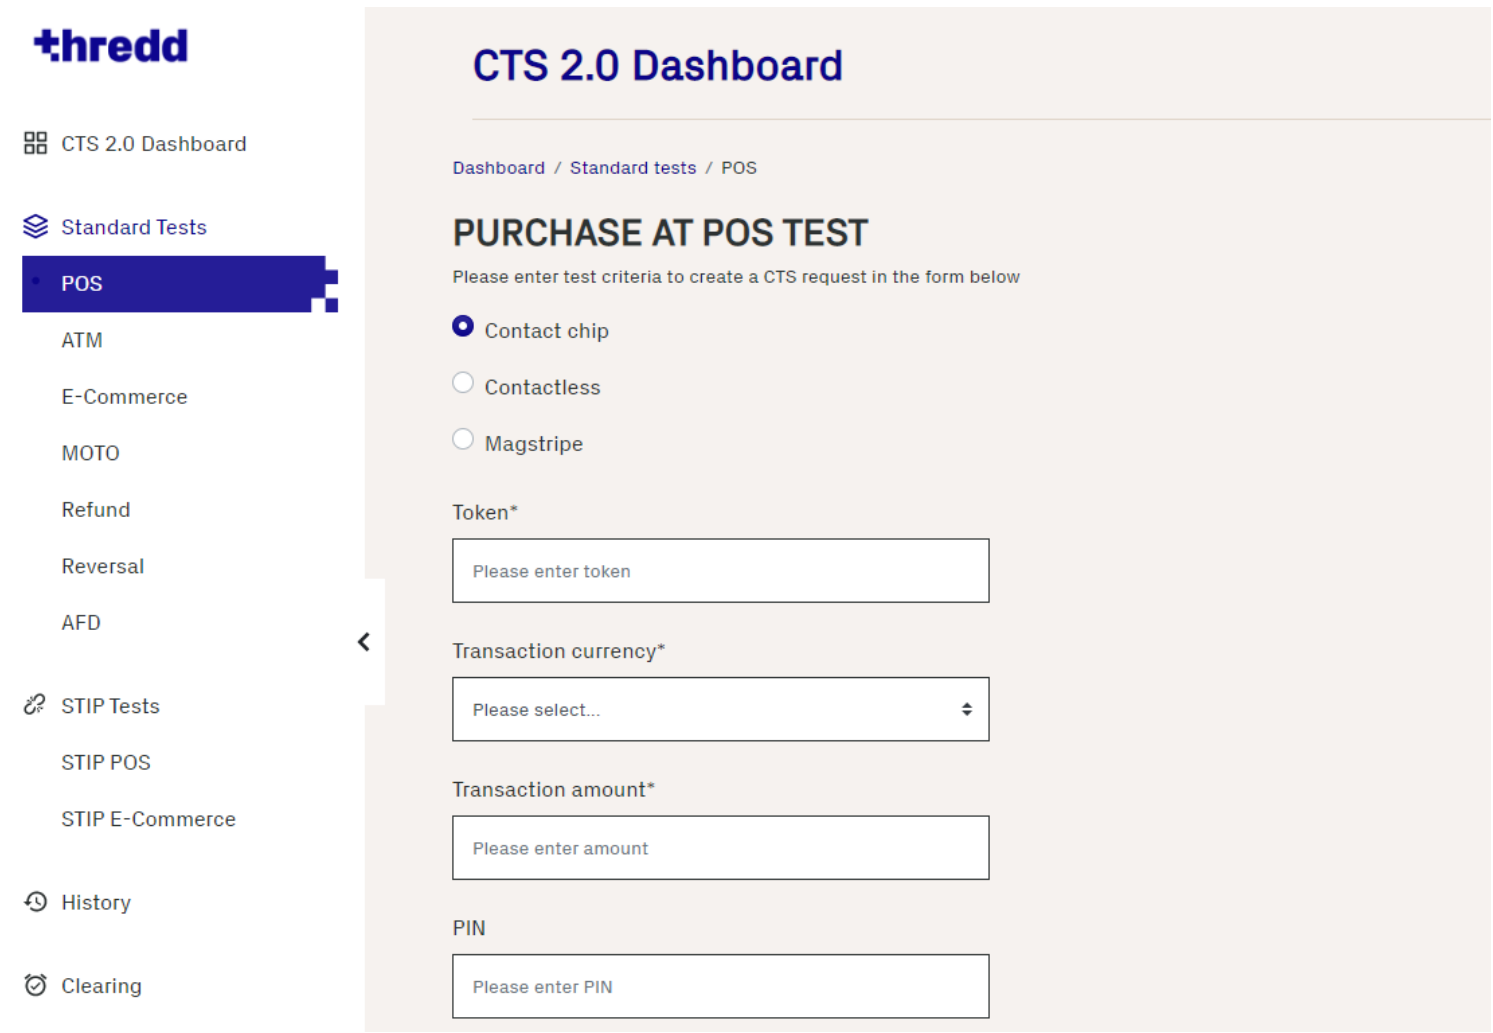 thredd
CTS 2.0 Dashboard
Standard Tests
POS
ATM
E-Commerce
MOTO
Refund
Reversal
AFD
STIP Tests
STIP POS
STIP E-Commerce
History
Clearing
CTS 2.0 Dashboard
Dashboard / Standard tests / POS
PURCHASE AT POS TEST
Please enter test criteria to create a CTS request in the form below
Contact chip
Contactless
Magstripe
Token*
Please enter token
Transaction currency*
Please select...
Transaction amount*
Please enter amount
PIN
Please enter PIN